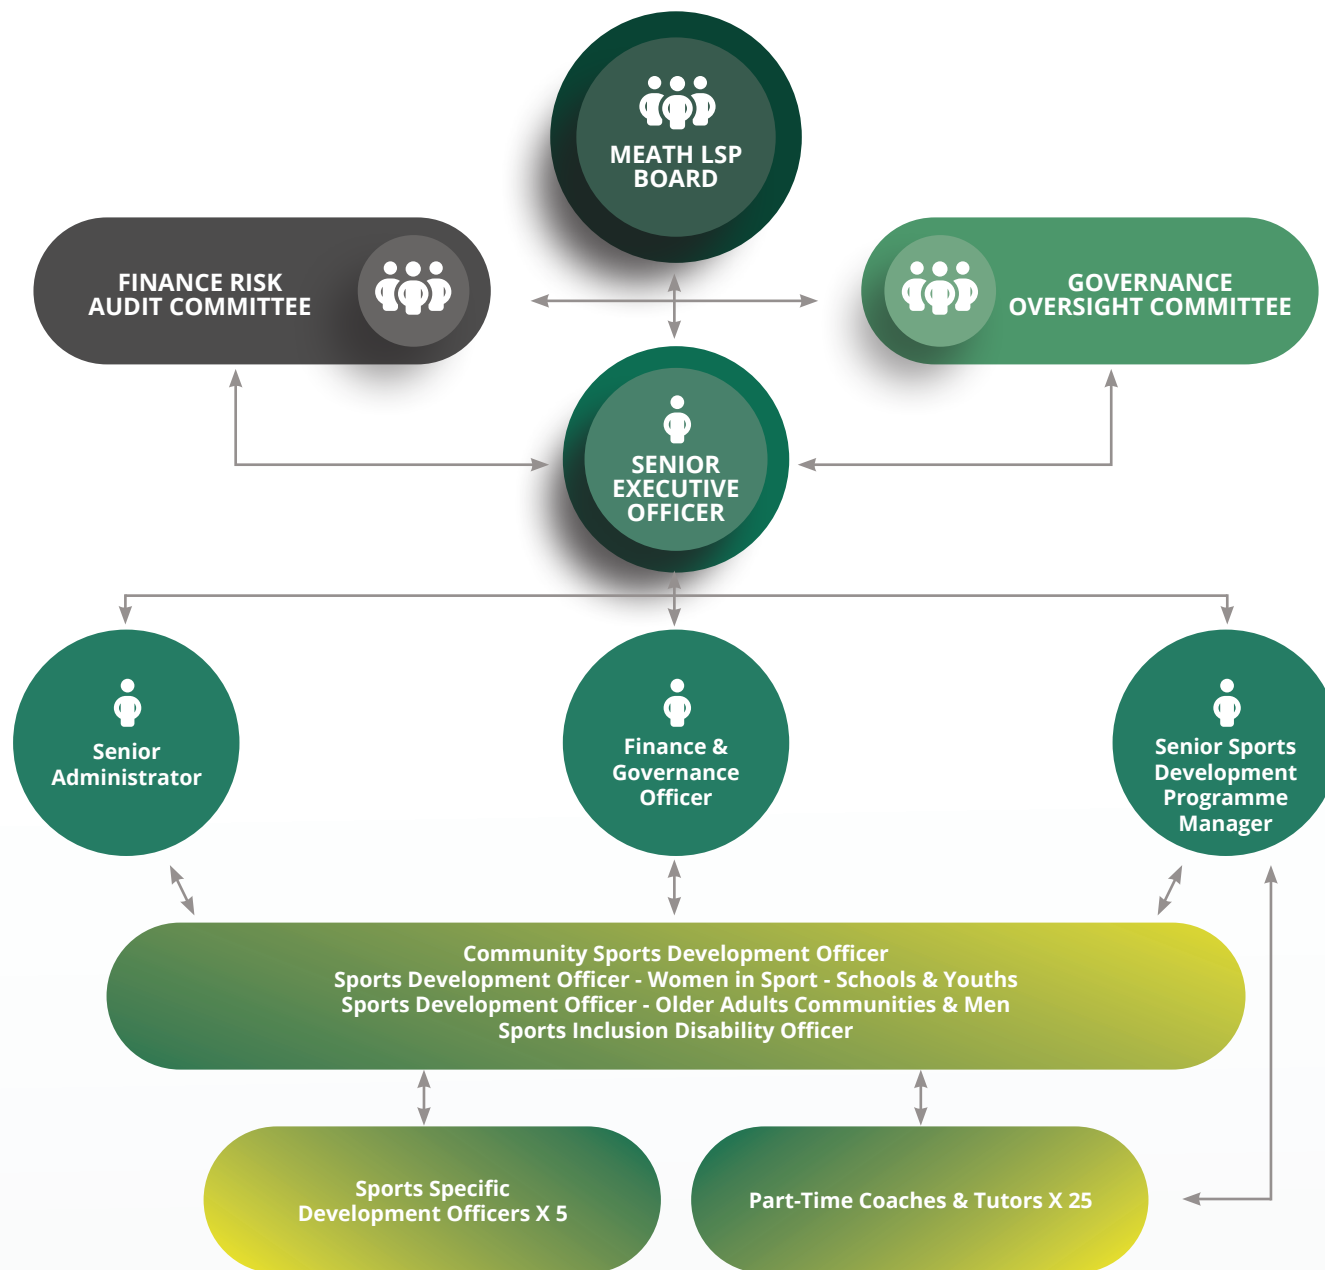 MEATH LSP
BOARD
FINANCE RISK
AUDIT COMMITTEE
GOVERNANCE
OVERSIGHT COMMITTEE
SENIOR
EXECUTIVE
OFFICER
Senior
Administrator
Finance &
Governance
Officer
Senior Sports
Development
Programme
Manager
Community Sports Development Officer
Sports Development Officer - Women in Sport - Schools & Youths
Sports Development Officer - Older Adults Communities & Men
Sports Inclusion Disability Officer
Sports Specific
Development Officers X 5
Part-Time Coaches & Tutors X 25